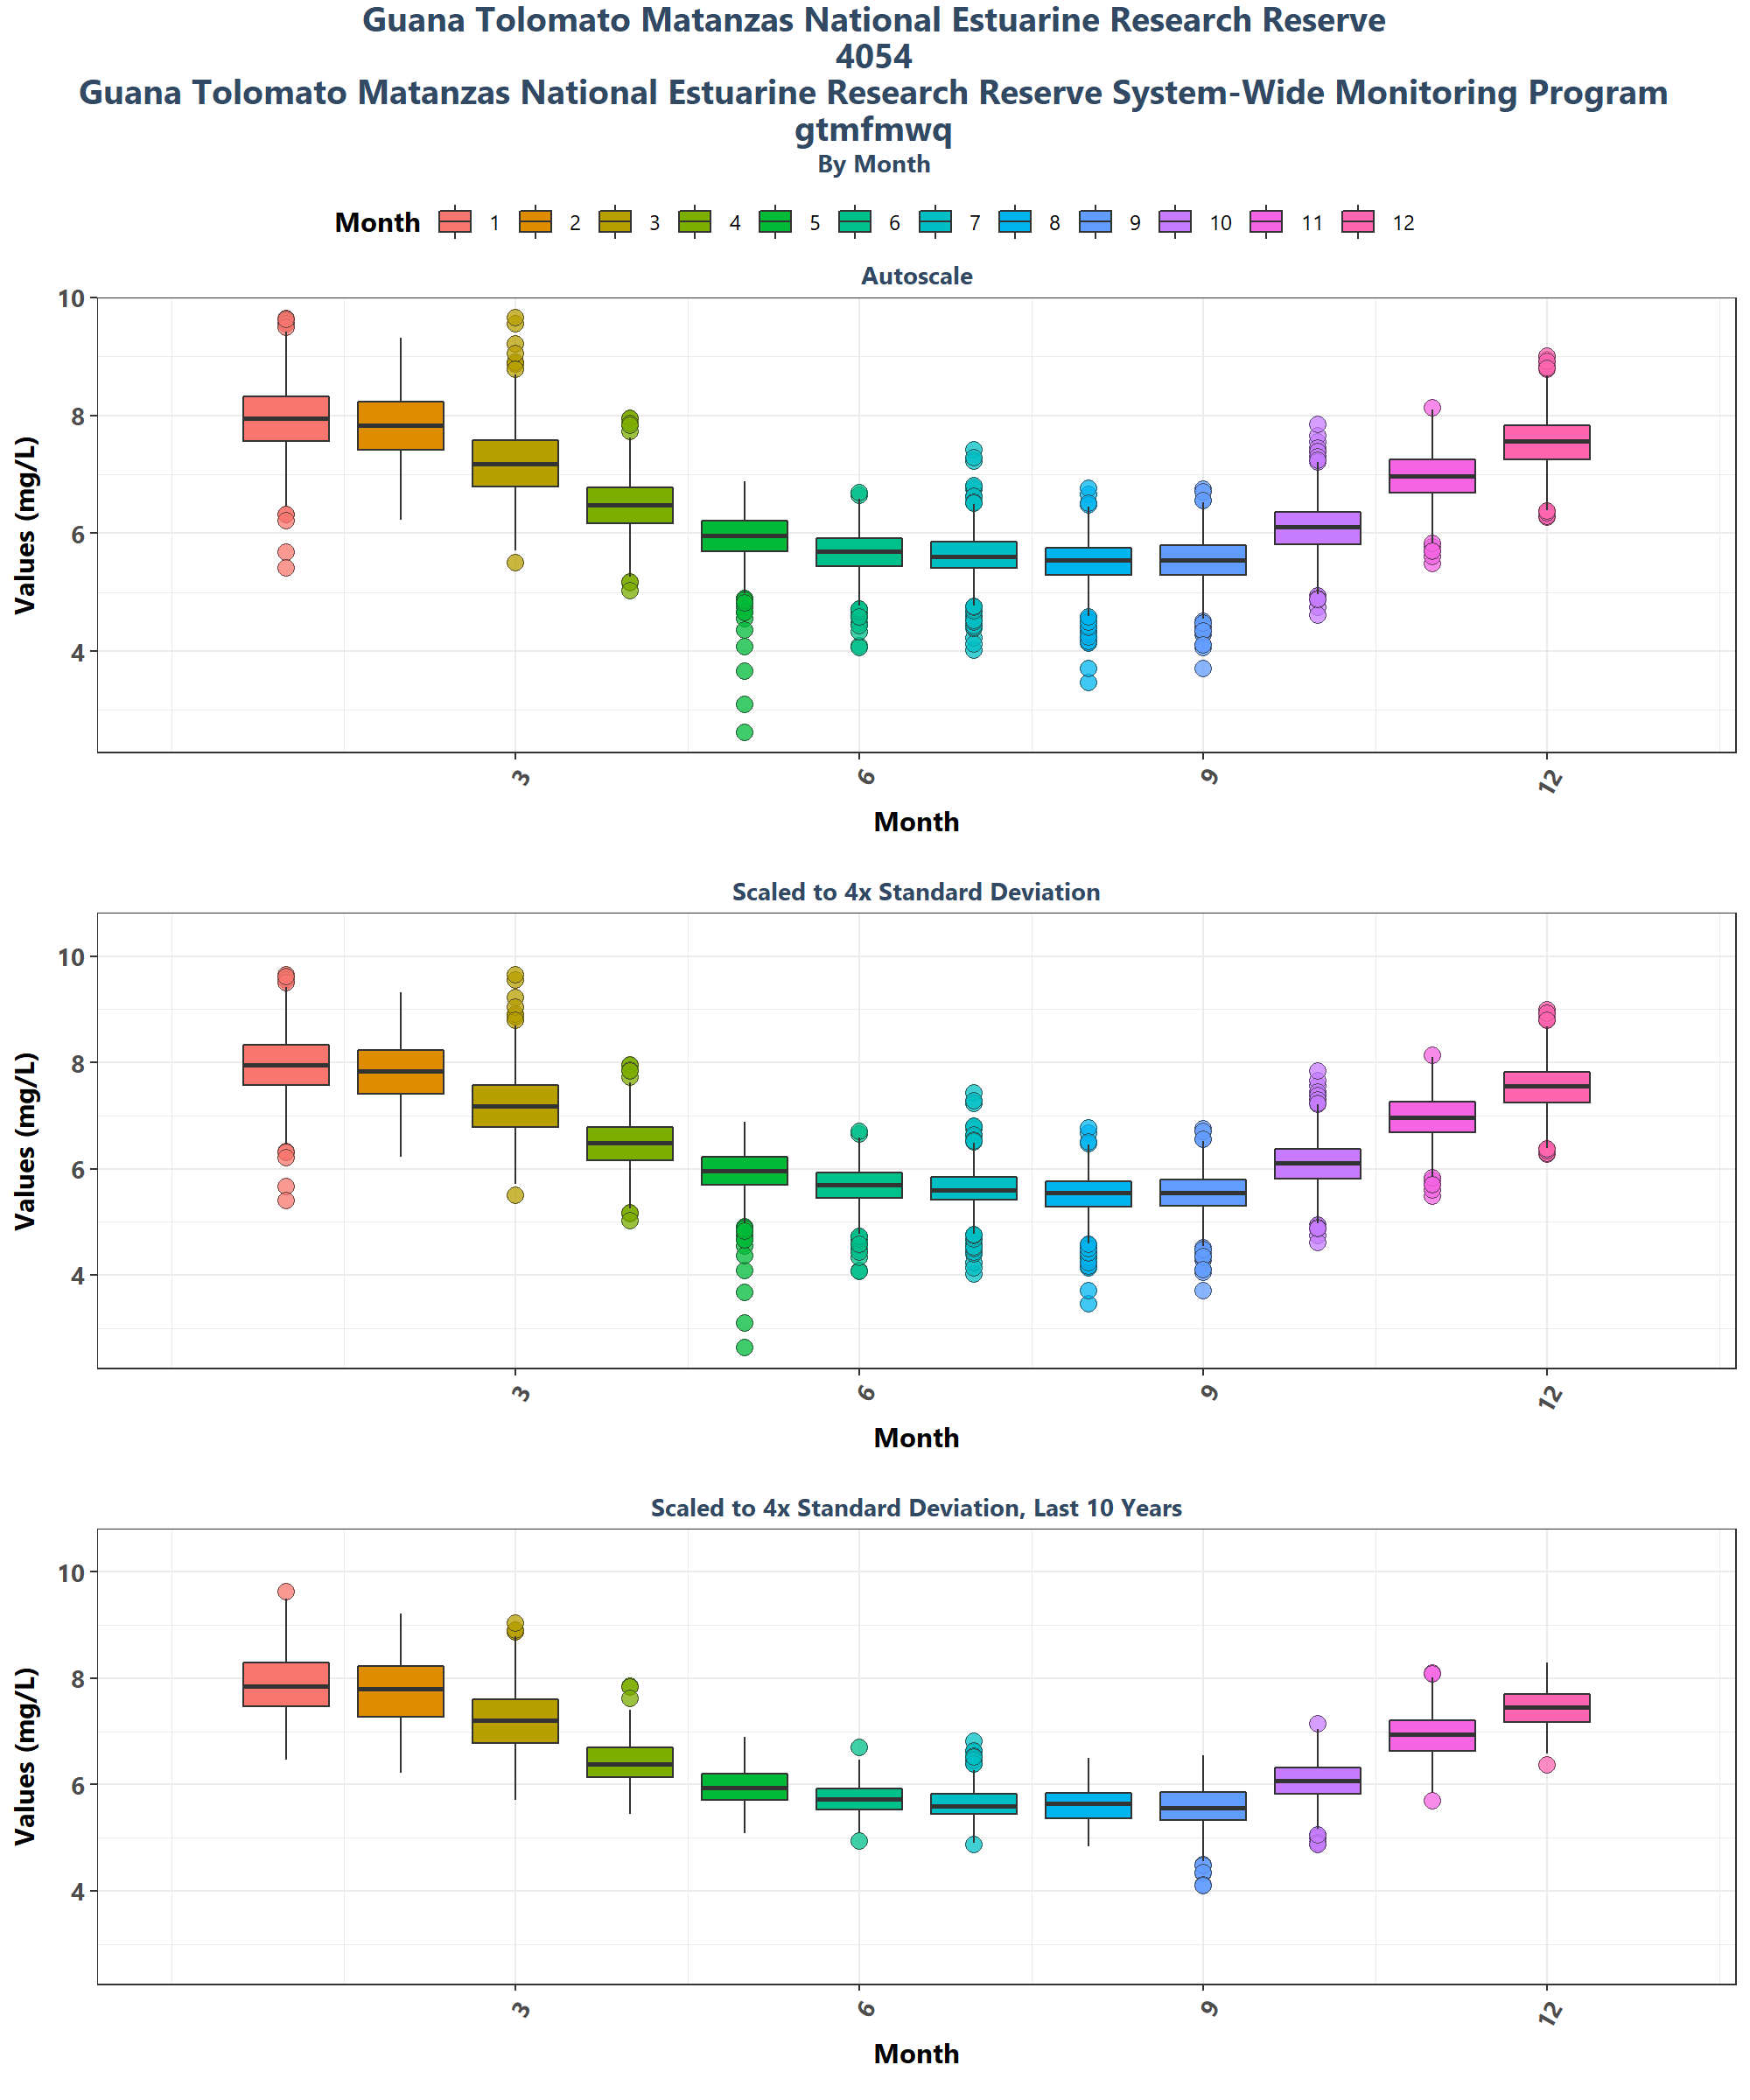 Guana Tolomato Matanzas National Estuarine Research Reserve
4054
Guana Tolomato Matanzas National Estuarine Research Reserve System-Wide Monitoring Program
gtmfmwq
By Month
Month 1 2 3 4 5 6 7 8 9 10 11 12
Autoscale
Values (mg/L)
10
8
6
4
3 6 9 12
Month
Scaled to 4x Standard Deviation
Values (mg/L)
10
8
6
4
3 6 9 12
Month
Scaled to 4x Standard Deviation, Last 10 Years
Values (mg/L)
10
8
6
4
3 6 9 12
Month